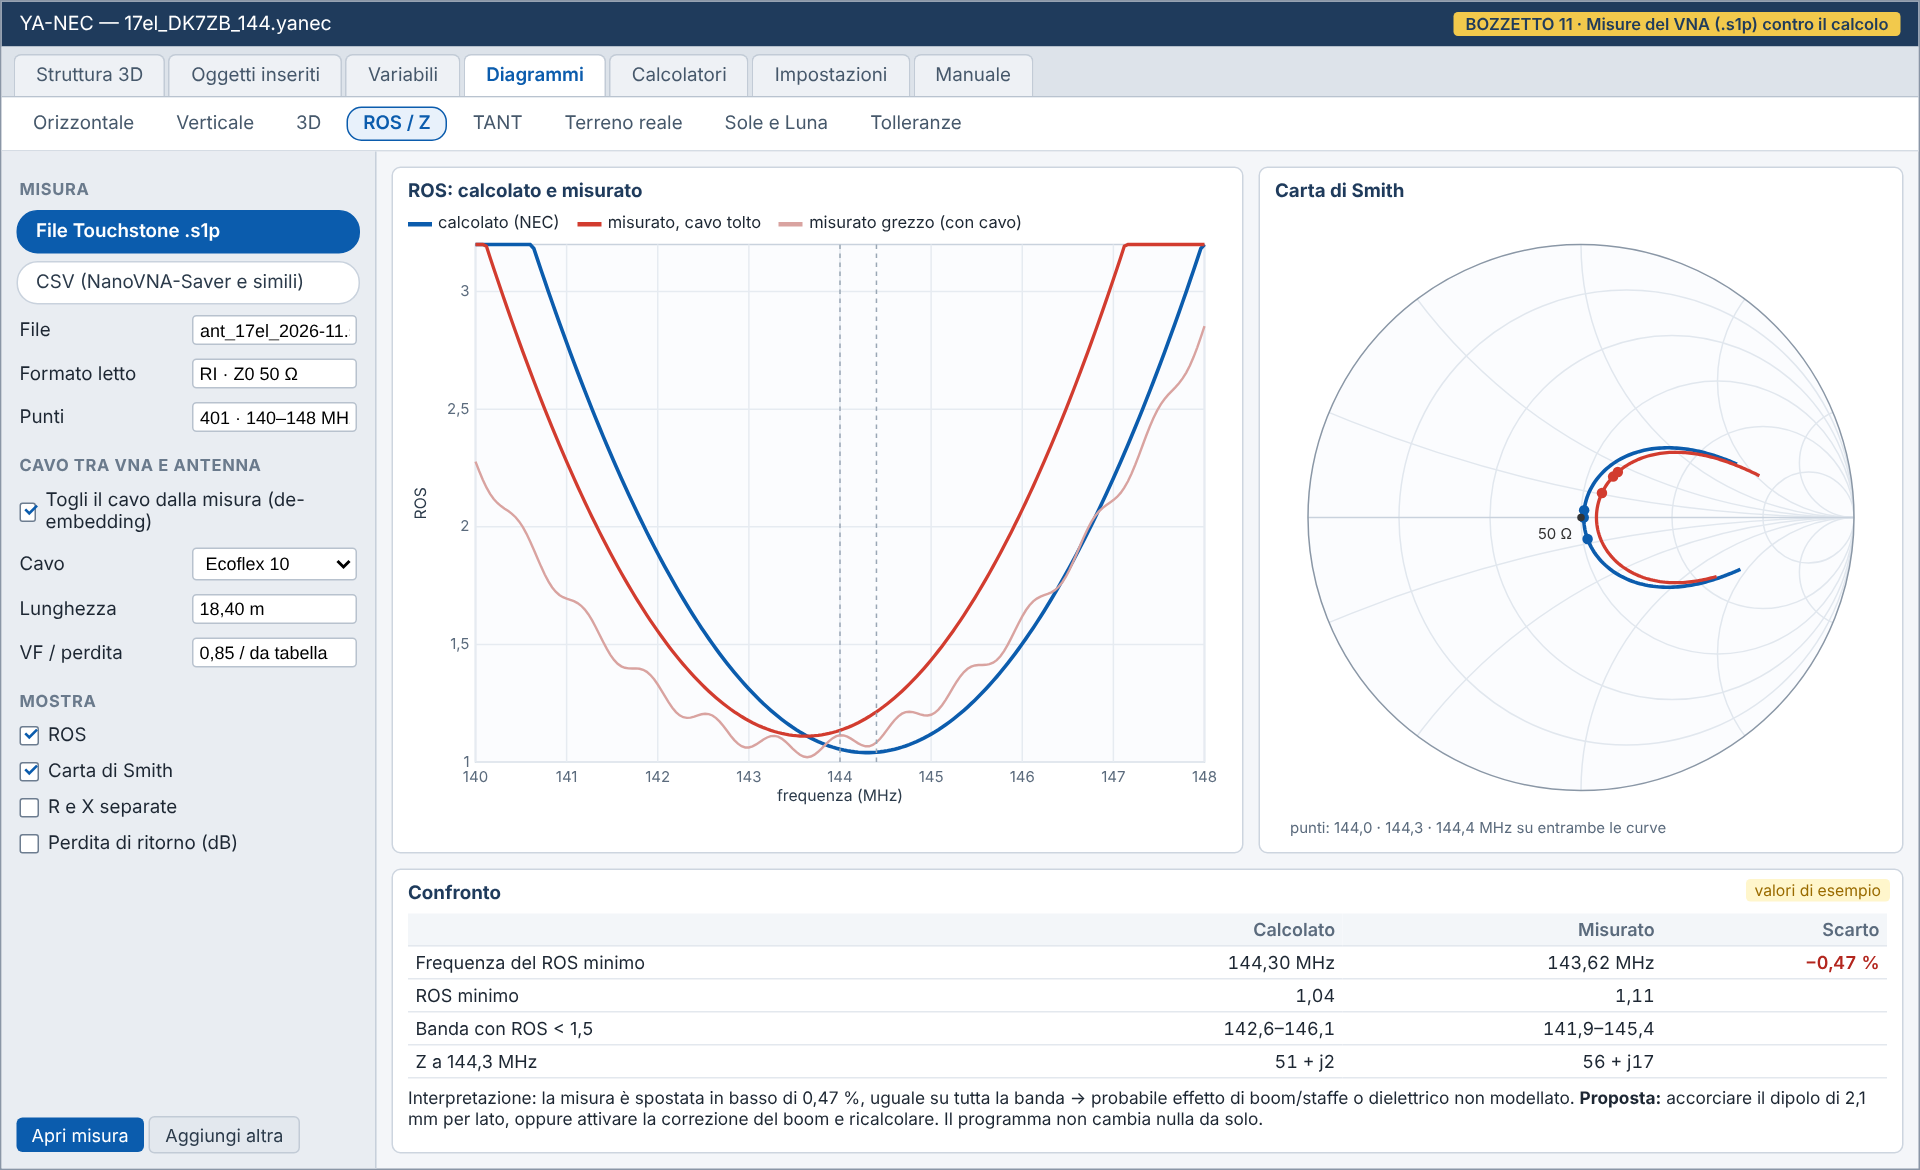 YA-NEC — 17el_DK7ZB_144.yanec
BOZZETTO 11 · Misure del VNA (.s1p) contro il calcolo
Struttura 3D
Oggetti inseriti
Variabili
Diagrammi
Calcolatori
Impostazioni
Manuale
Orizzontale
Verticale
3D
ROS / Z
TANT
Terreno reale
Sole e Luna
Tolleranze
MISURA
File Touchstone .s1p
CSV (NanoVNA-Saver e simili)
File
ant_17el_2026-11.
Formato letto
RI · Z0 50 Ω
Punti
401 · 140–148 MH
CAVO TRA VNA E ANTENNA
Togli il cavo dalla misura (de-
embedding)
Cavo
Ecoflex 10
Lunghezza
18,40 m
VF / perdita
0,85 / da tabella
MOSTRA
ROS
Carta di Smith
R e X separate
Perdita di ritorno (dB)
Apri misura
Aggiungi altra
ROS: calcolato e misurato
calcolato (NEC)
misurato, cavo tolto
misurato grezzo (con cavo)
3
2,5
2
1,5
1
ROS
140
141
142
143
144
145
146
147
148
frequenza (MHz)
Carta di Smith
50 Ω
punti: 144,0 · 144,3 · 144,4 MHz su entrambe le curve
Confronto
valori di esempio
Calcolato Misurato Scarto
Frequenza del ROS minimo 144,30 MHz 143,62 MHz −0,47 %
ROS minimo 1,04 1,11
Banda con ROS < 1,5 142,6–146,1 141,9–145,4
Z a 144,3 MHz 51 + j2 56 + j17
Interpretazione: la misura è spostata in basso di 0,47 %, uguale su tutta la banda → probabile effetto di boom/staffe o dielettrico non modellato. Proposta: accorciare il dipolo di 2,1
mm per lato, oppure attivare la correzione del boom e ricalcolare. Il programma non cambia nulla da solo.